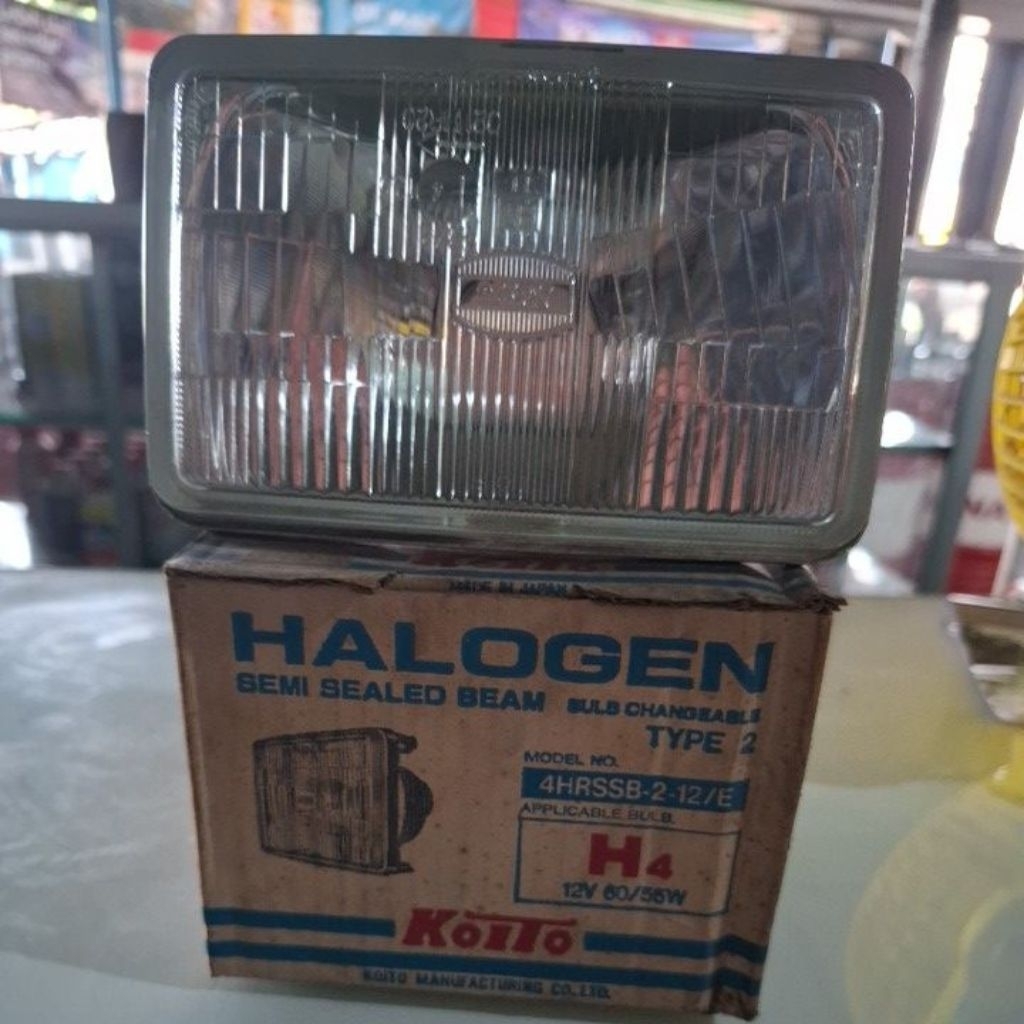 MADE IN JAPAN
HALOGEN
SEMI SEALED BEAM BULB CHANGEABLE
TYPE 2
MODEL NO.
4HRSSB-2-12/E
APPLICABLE BULB.
H4
12V 60/55W
KOITO
KOITO MANUFACTURING CO.,LTD.